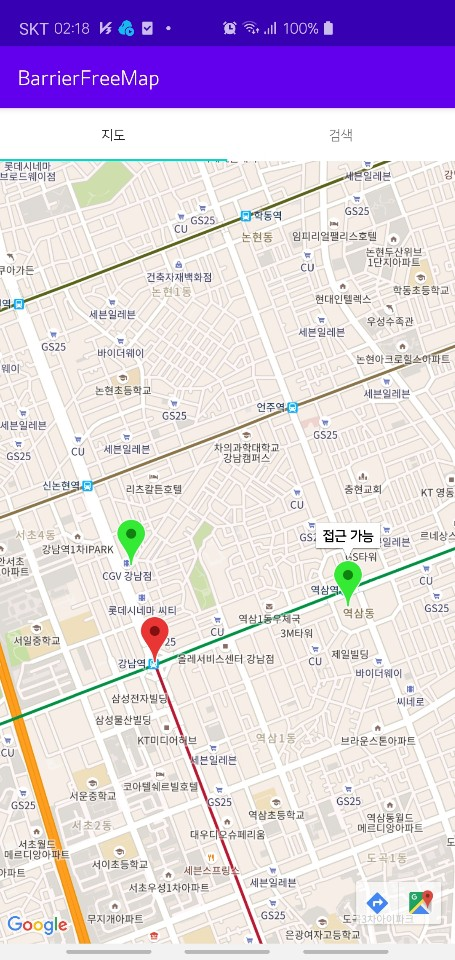 SKT 02:18
100%
BarrierFreeMap
지도
검색
롯데시네마
브로드웨이점
세븐일레븐
GS25
CU
학동역
GS25
논현동
임피리얼팰리스호텔
쿠아가든
건축자재백화점
CU
논현두산위브
1단지아파트
논현1동
현대인텔렉스
학동초등학교
세븐일레븐
우성수족관
세븐일레븐
GS25
바이더웨이
논현아크로힐스아파트
논현초등학교
세븐일레븐
GS25
언주역
세븐일레븐
GS25
CU
세븐일레븐
차의과학대학교
강남캠퍼스
GS25
신논현역
리츠칼튼호텔
충현교회
KT 영동
CU
서초4동
강남역1차IPARK
접근 가능
세븐일레븐
CGV 강남점
GS타워
역삼역
롯데시네마 씨티
역삼동
CU
서일중학교
CU
역삼1동우체국
3M타워
강남역
올레서비스센터 강남점
CU
제일빌딩
바이더웨이
삼성전자빌딩
씨네로
삼성물산빌딩
KT미디어허브
역삼1동
브라운스톤아파트
CU
세븐일레븐
코아텔쉐르빌호텔
GS25
서운중학교
GS25
GS25
역삼초등학교
역삼동월드
메르디앙아파트
서초2동
대우디오슈페리움
서초월드
메르디앙아파트
서이초등학교
세븐스프링스
도곡1동
서초우성1차아파트
세븐일레븐
무지개아파트
GS25
은광여자고등학교
Google